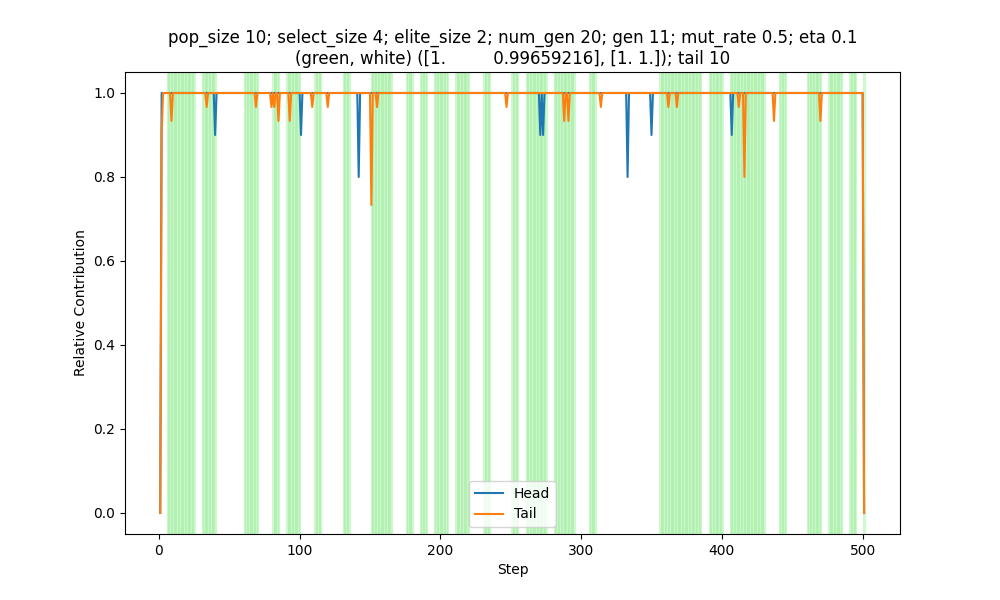 pop_size 10; select_size 4; elite_size 2; num_gen 20; gen 11; mut_rate 0.5; eta 0.1
(green, white) ([1.         0.99659216], [1. 1.]); tail 10
1.0
0.8
0.6
0.4
0.2
0.0
Relative Contribution
Head
Tail
0
100
200
300
400
500
Step